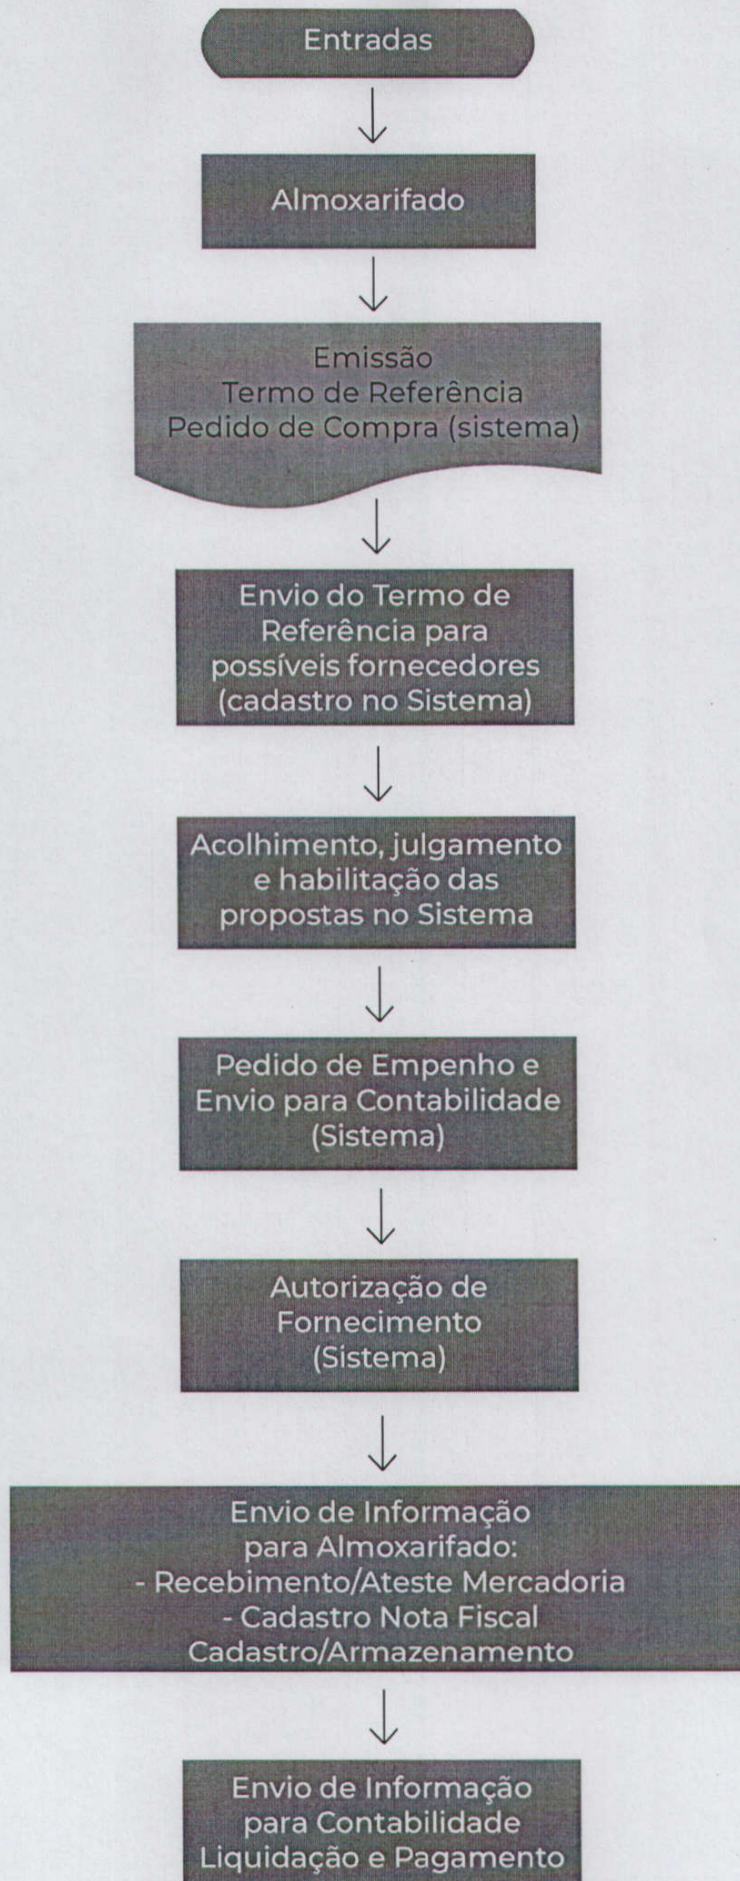 Entradas
Almoxarifado
Emissão
Termo de Referência
Pedido de Compra (sistema)
Envio do Termo de
Referência para
possíveis fornecedores
(cadastro no Sistema)
Acolhimento, julgamento
e habilitação das
propostas no Sistema
Pedido de Empenho e
Envio para Contabilidade
(Sistema)
Autorização de
Fornecimento
(Sistema)
Envio de Informação
para Almoxarifado:
- Recebimento/Ateste Mercadoria
- Cadastro Nota Fiscal
Cadastro/Armazenamento
Envio de Informação
para Contabilidade
Liquidação e Pagamento